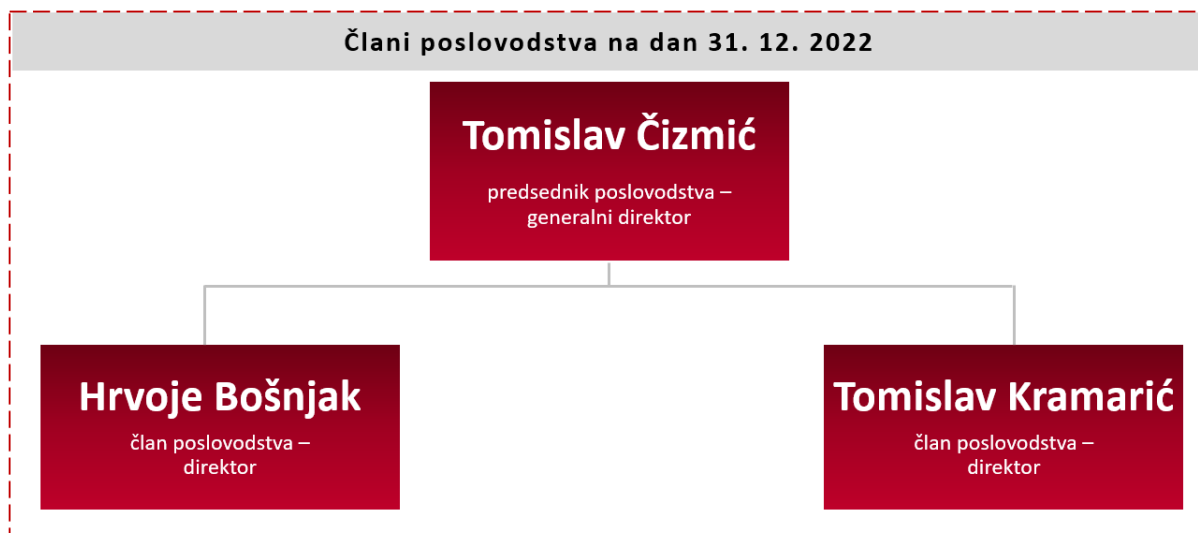 Člani poslovodstva na dan 31. 12. 2022
Tomislav Čizmić
predsednik poslovodstva –
generalni direktor
Hrvoje Bošnjak
član poslovodstva –
direktor
Tomislav Kramarić
član poslovodstva –
direktor